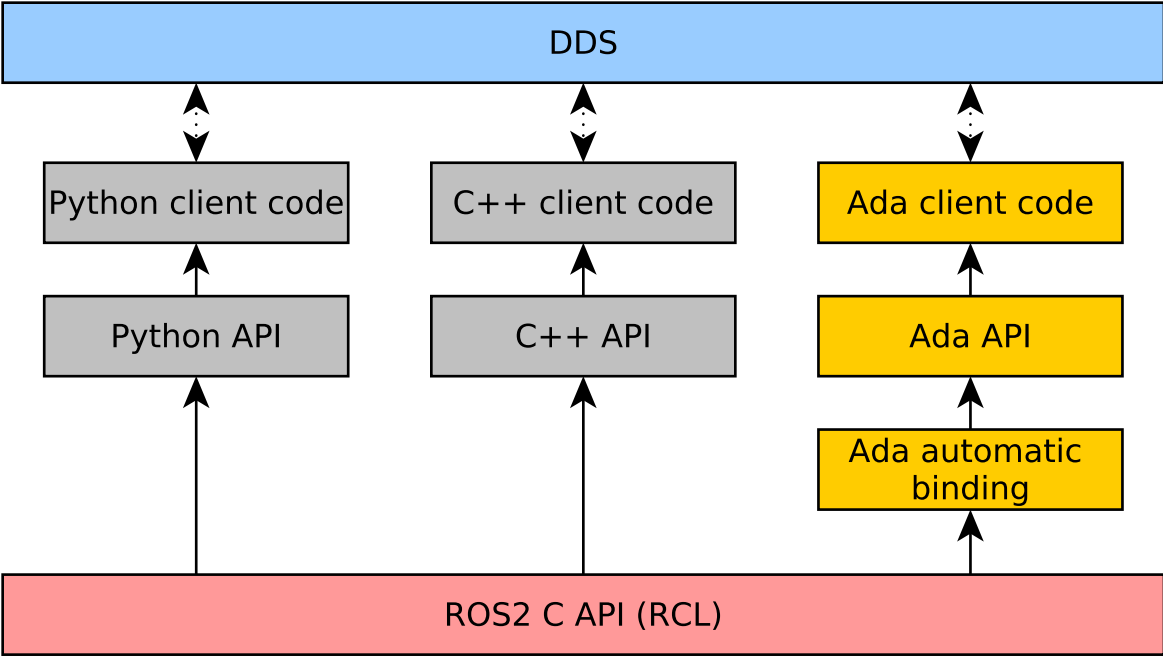 DDS
Python client code
C++ client code
Ada client code
Python API
C++ API
Ada API
Ada automatic
binding
ROS2 C API (RCL)